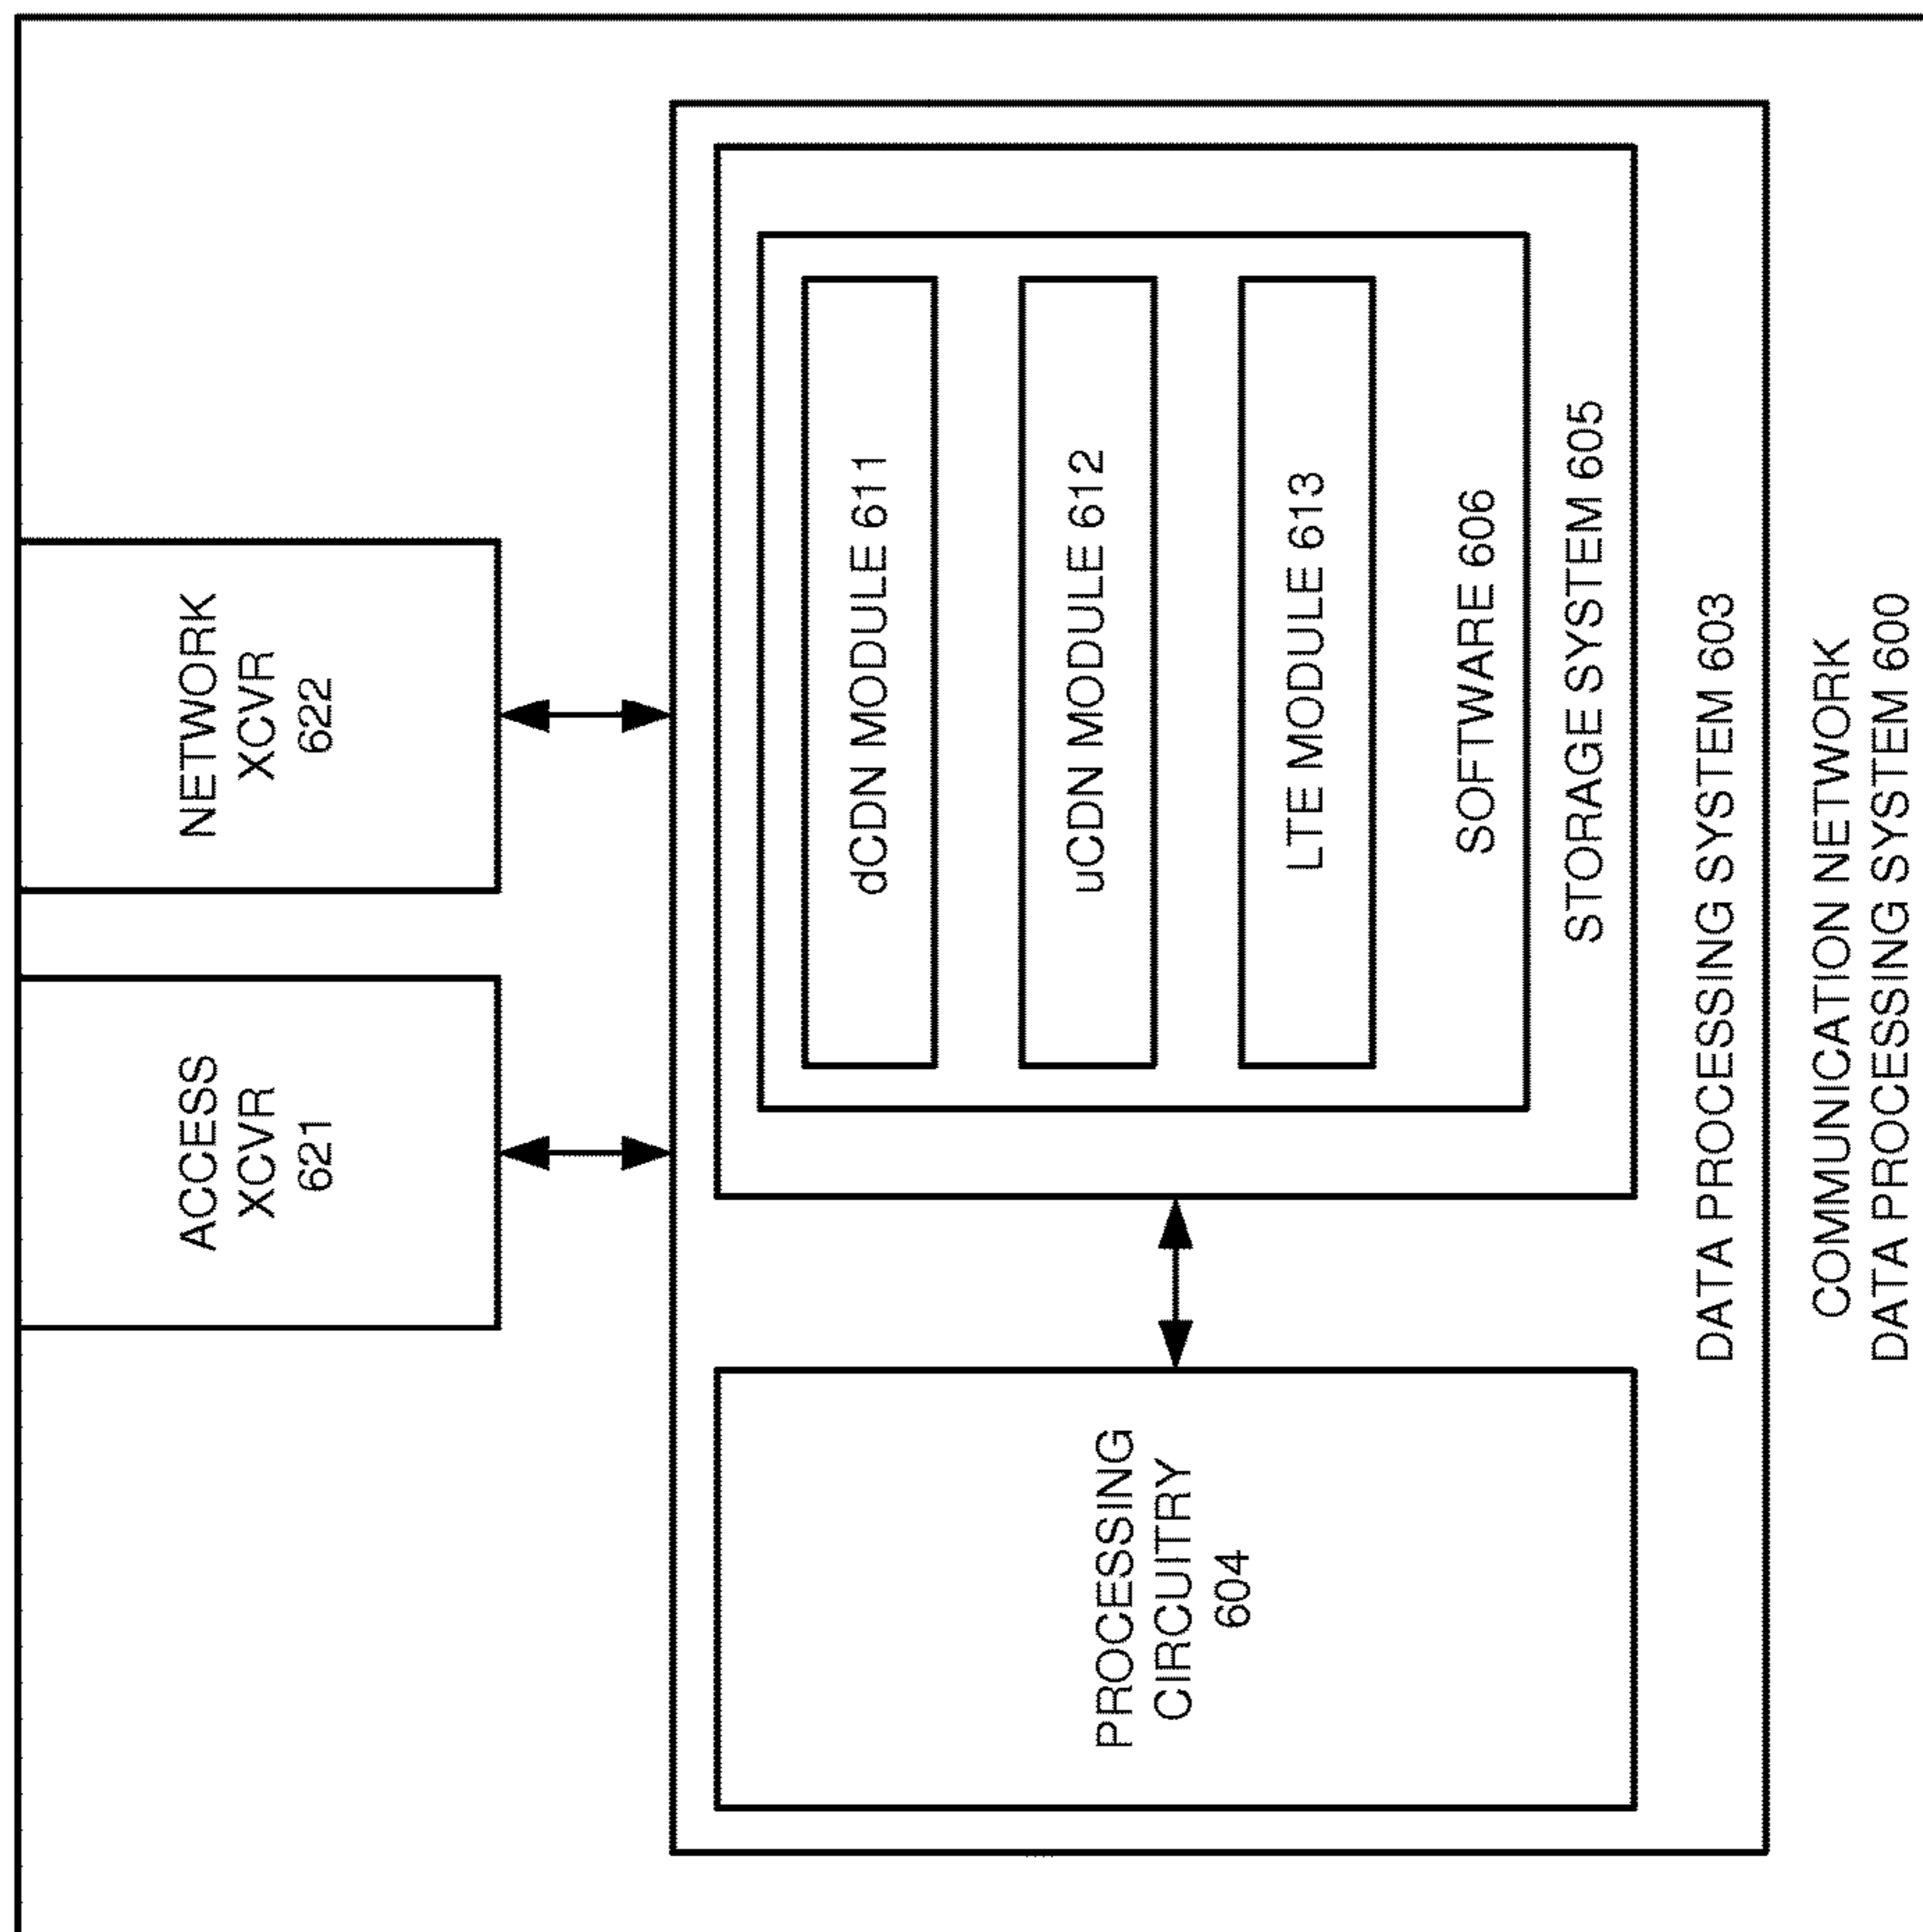 ACCESS
XCVR
621
NETWORK
XCVR
622
PROCESSING
CIRCUITRY
604
dCDN MODULE 611
uCDN MODULE 612
LTE MODULE 613
SOFTWARE 606
STORAGE SYSTEM 605
DATA PROCESSING SYSTEM 603
COMMUNICATION NETWORK
DATA PROCESSING SYSTEM 600